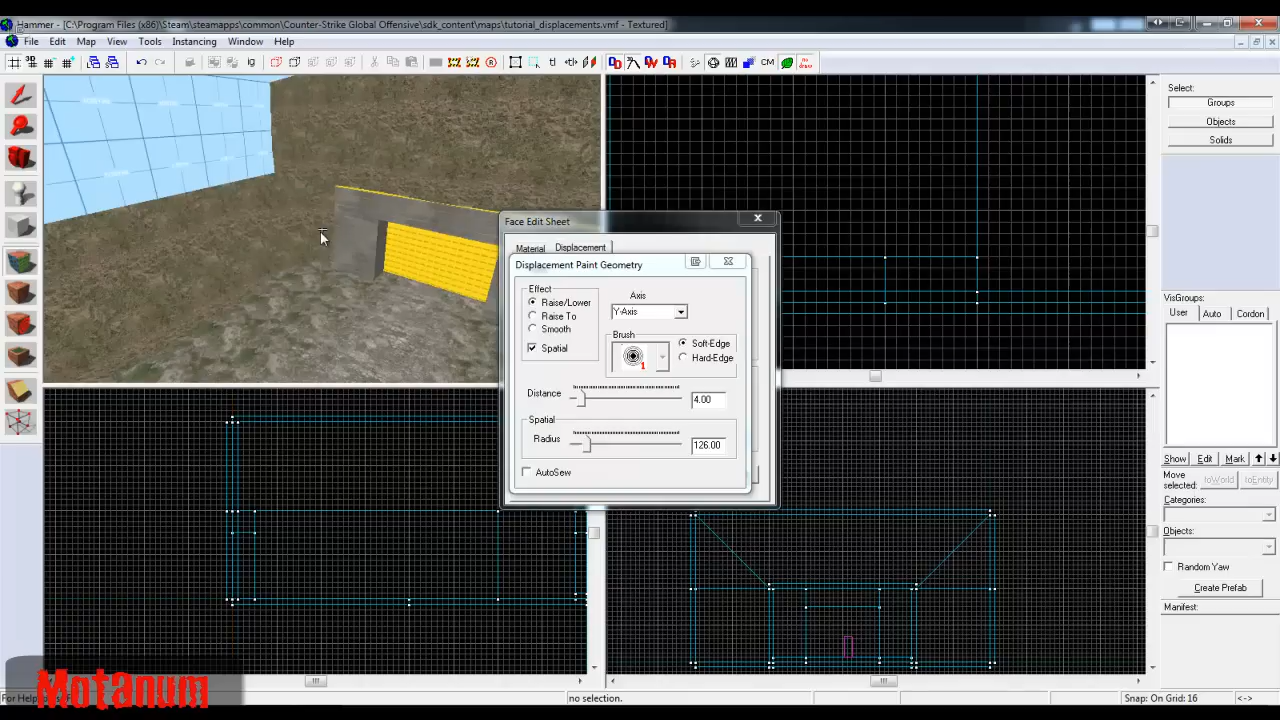 Hammer - [C:\Program Files (x86)\Steam\steamapps\common\Counter-Strike Global Offensive\sdk_content\maps\tutorial_displacements.vmf - Textured]
File Edit Map View Tools Instancing Window Help
Select:
Groups
Objects
Solids
Face Edit Sheet
Material Displacement
Displacement Paint Geometry
Effect
Raise/Lower
Raise To
Smooth
Spatial
Axis
Y-Axis
Brush
1
Soft-Edge
Hard-Edge
Distance
4.00
Spatial
Radius
126.00
AutoSew
VisGroups:
User Auto Cordon
Show Edit Mark
Move
selected:
toWorld toEntity
Categories:
Objects:
Random Yaw
Create Prefab
Manifest:
Motanum
For Help
no selection.
Snap: On Grid: 16
<->